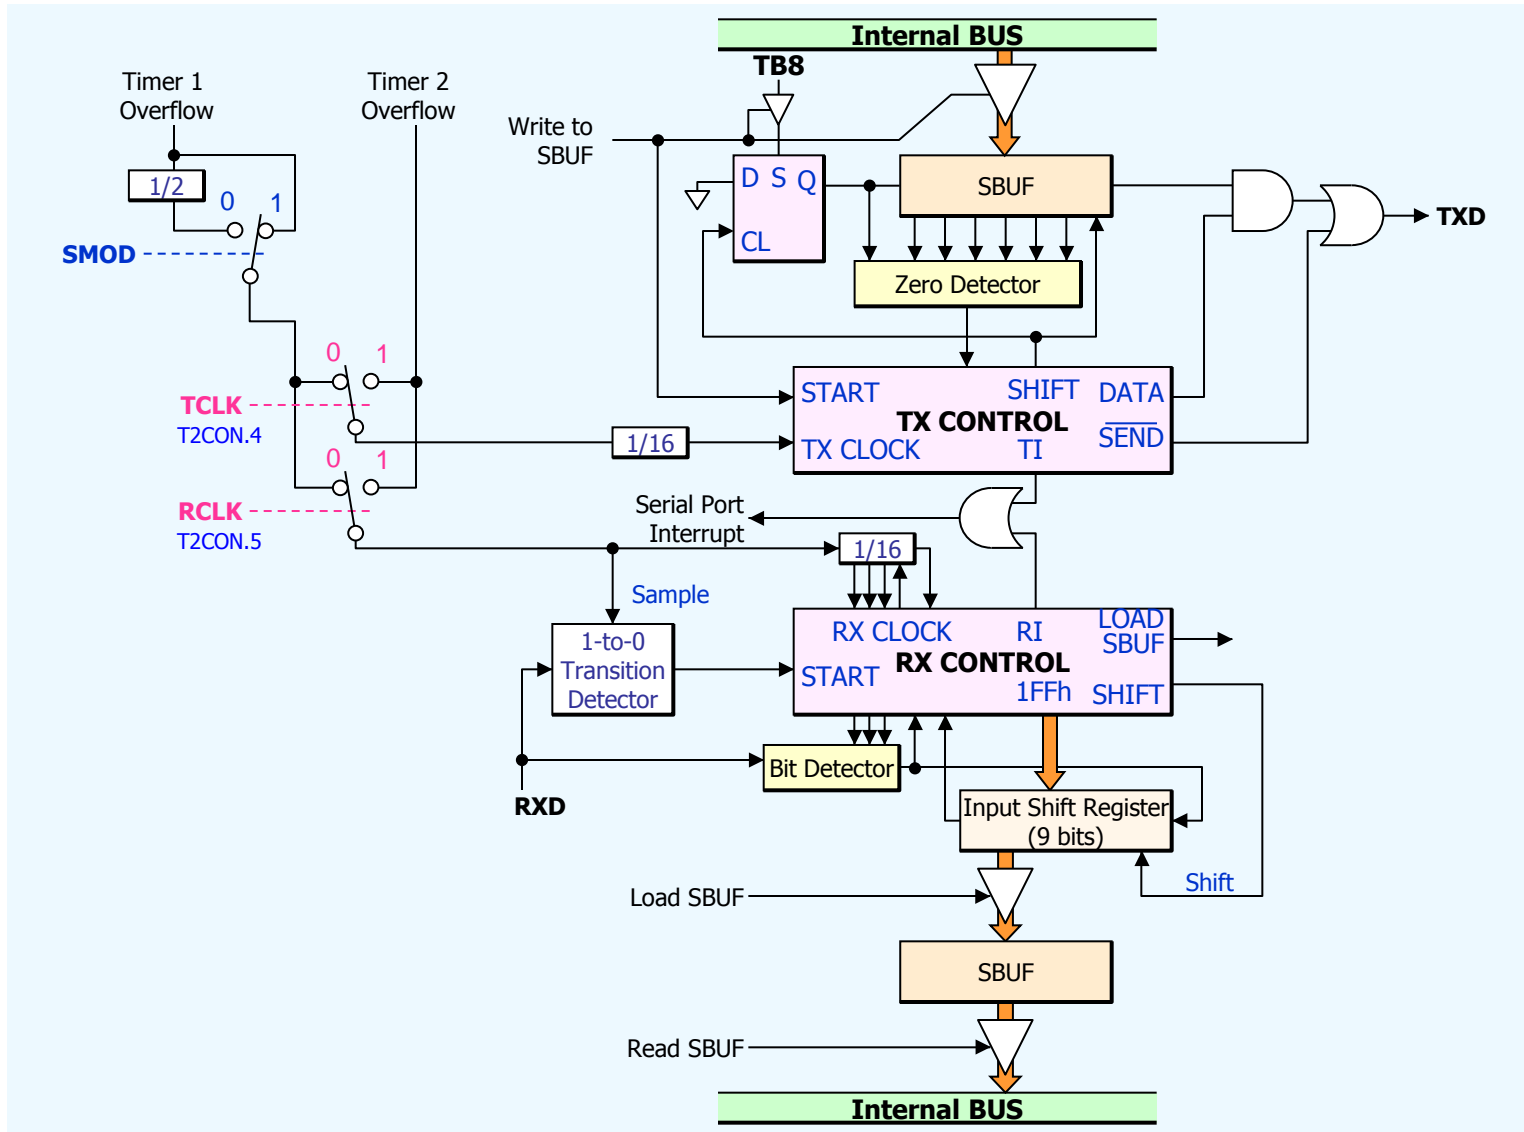 Internal BUS
TB8
Timer 1
Overflow
Timer 2
Overflow
Write to
SBUF
1/2
0 1
SMOD
D S Q
CL
SBUF
TXD
Zero Detector
0 1
TCLK
T2CON.4
START SHIFT DATA
TX CONTROL
TX CLOCK TI SEND
1/16
0 1
RCLK
T2CON.5
Serial Port
Interrupt
1/16
Sample
1-to-0
Transition
Detector
RX CLOCK RI LOAD
SBUF
RX CONTROL
START
1FFh SHIFT
Bit Detector
RXD
Input Shift Register
(9 bits)
Shift
Load SBUF
SBUF
Read SBUF
Internal BUS